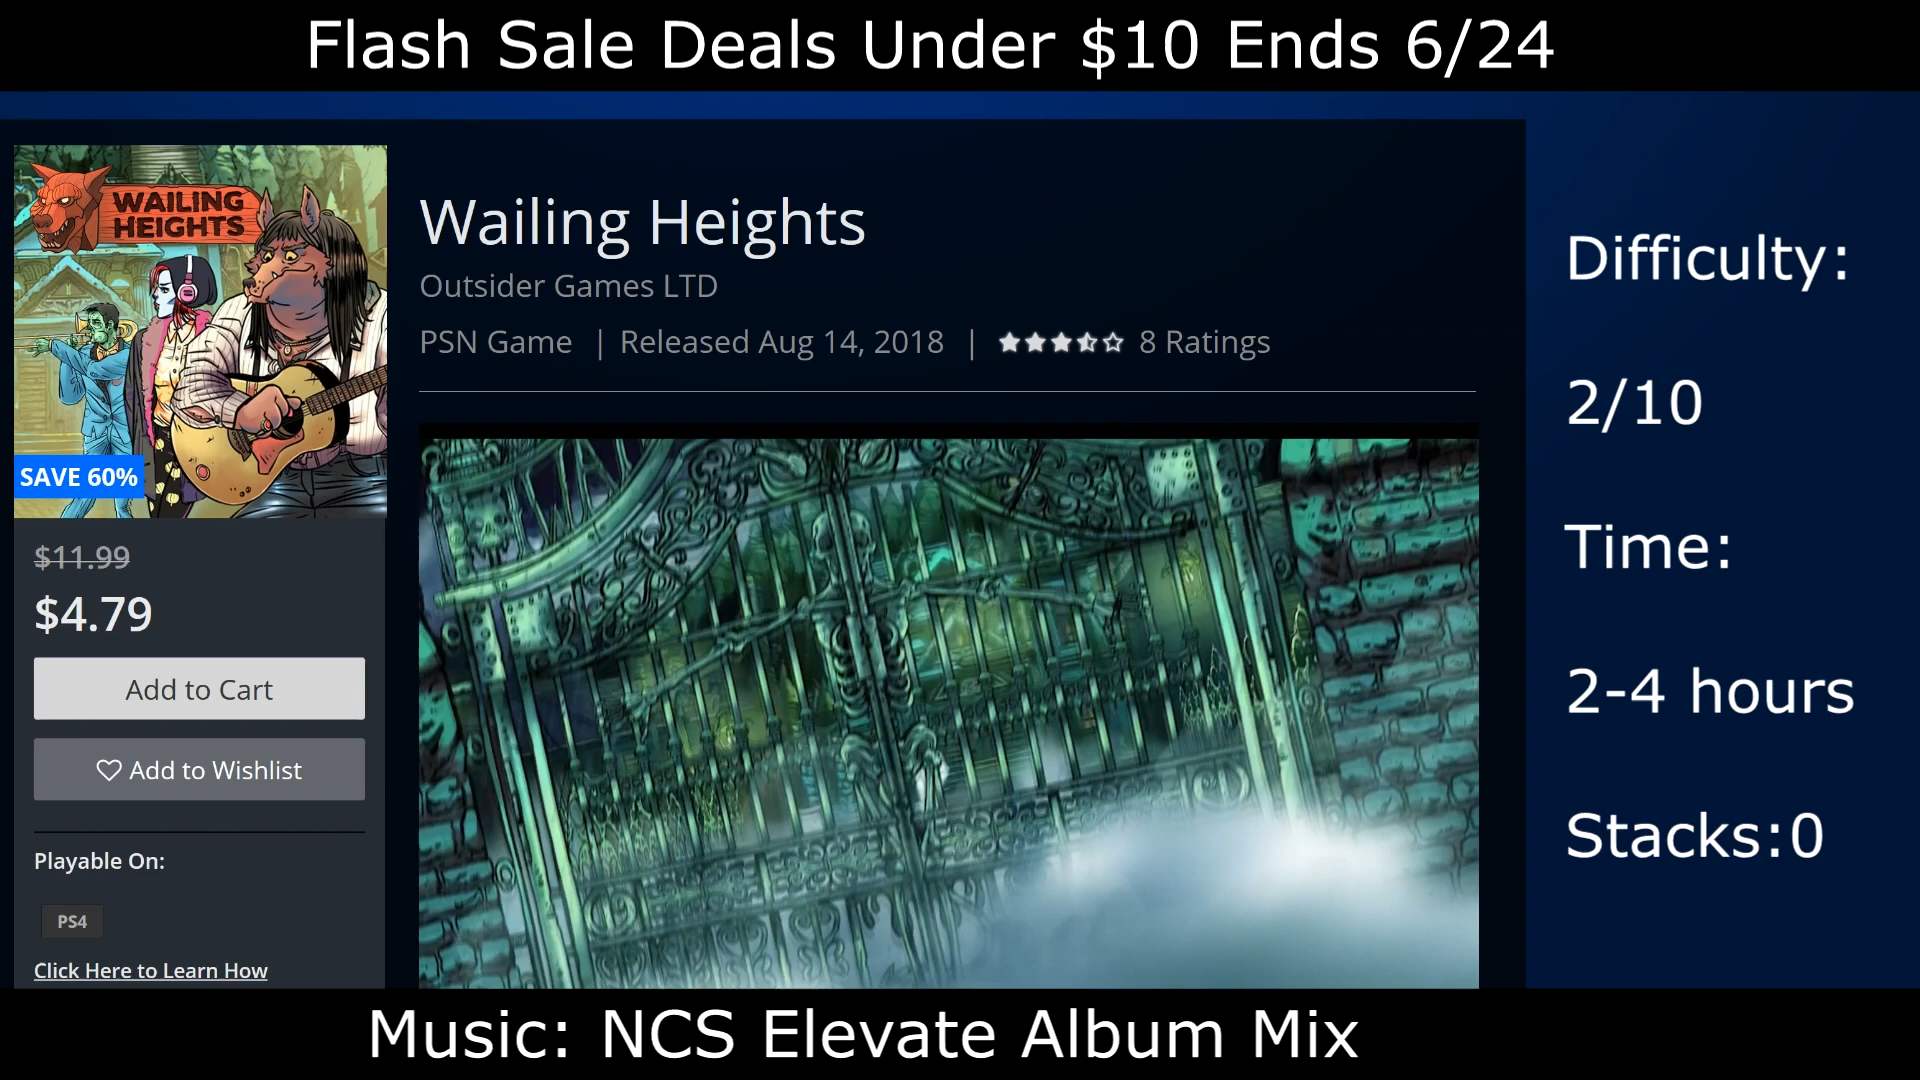 Flash Sale Deals Under $10 Ends 6/24
WAILING
HEIGHTS
SAVE 60%
$11.99
$4.79
Add to Cart
Add to Wishlist
Playable On:
PS4
Click Here to Learn How
Wailing Heights
Outsider Games LTD
PSN Game | Released Aug 14, 2018 | 8 Ratings
Difficulty:
2/10
Time:
2-4 hours
Stacks:0
Music: NCS Elevate Album Mix